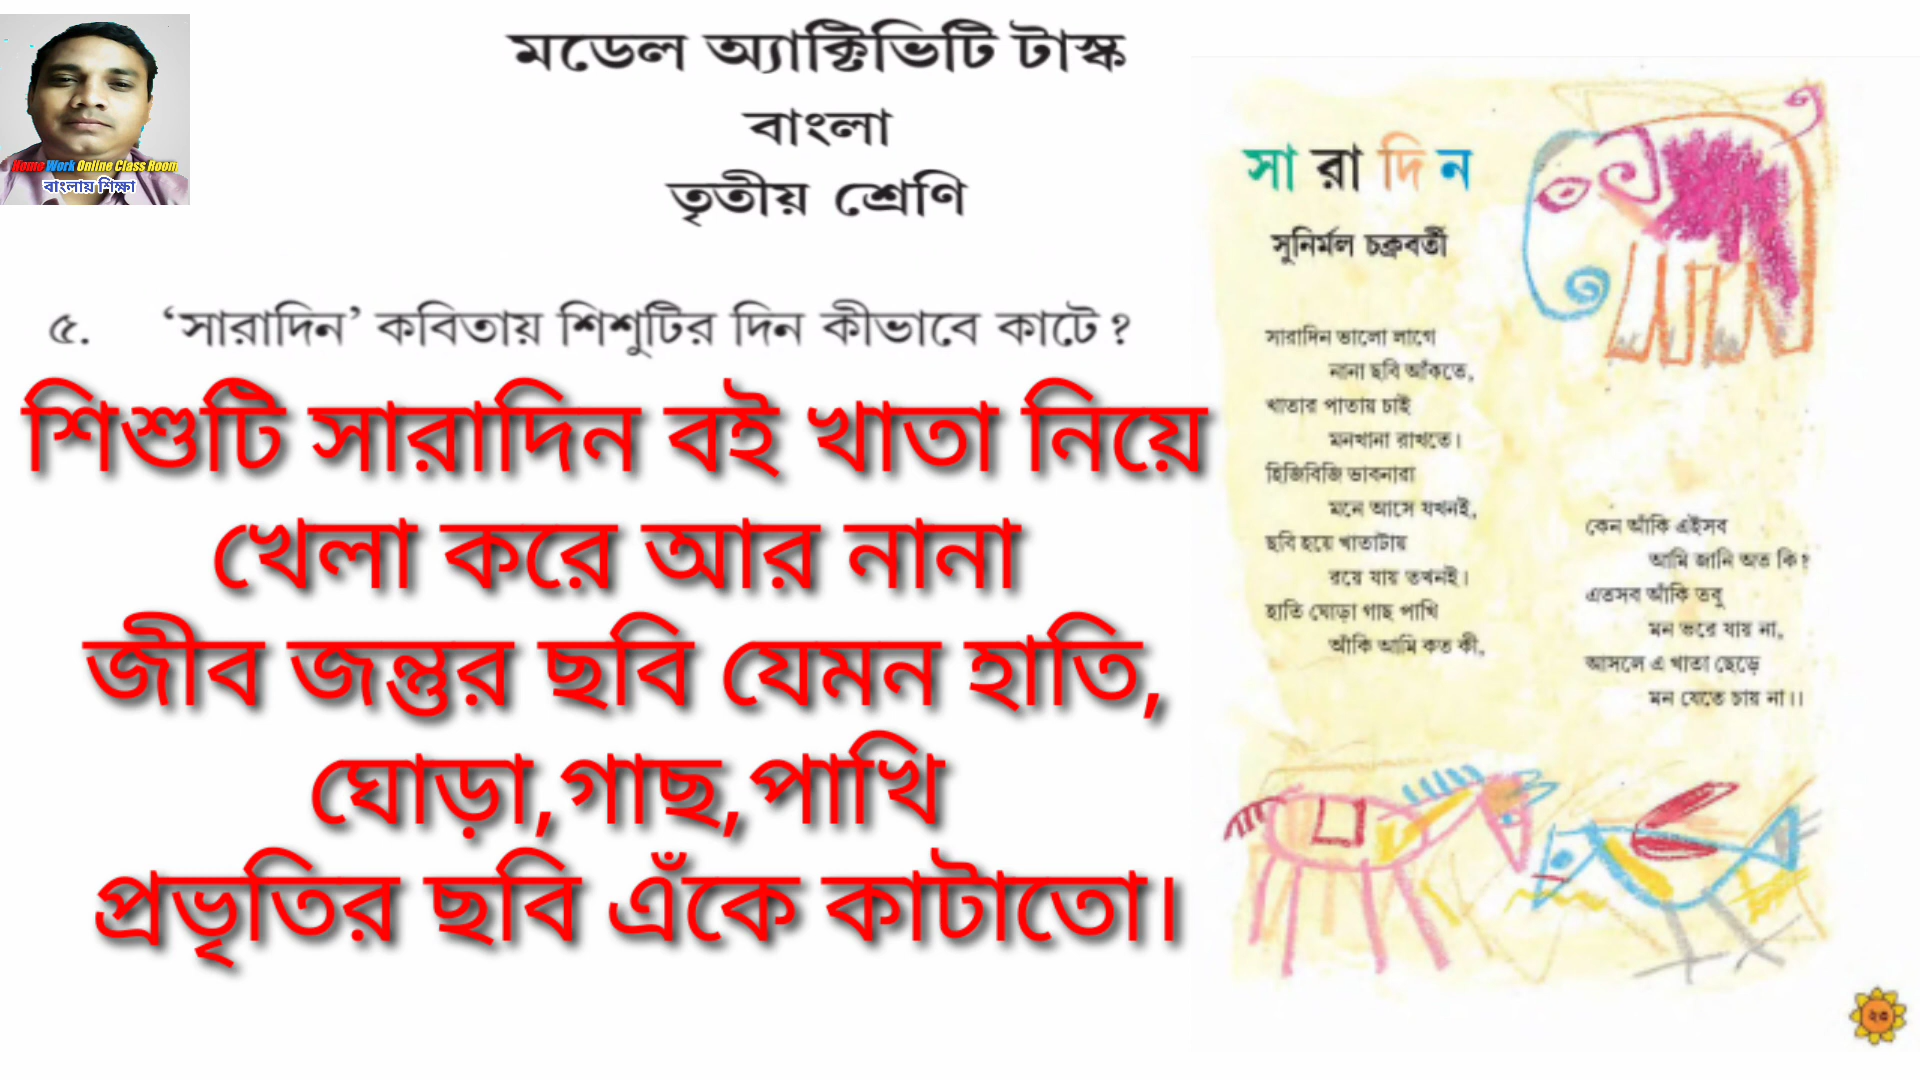 Home Work Online Class Room
বাংলায় শিক্ষা
মডেল অ্যাক্টিভিটি টাস্ক
বাংলা
তৃতীয় শ্রেণি
৫. ‘সারাদিন’ কবিতায় শিশুটির দিন কীভাবে কাটে?
শিশুটি সারাদিন বই খাতা নিয়ে
খেলা করে আর নানা
জীব জন্তুর ছবি যেমন হাতি,
ঘোড়া,গাছ,পাখি
প্রভৃতির ছবি এঁকে কাটাতো।
সারাদিন
সুনির্মল চক্রবর্তী
সারাদিন ভালো লাগে
নানা ছবি আঁকতে,
খাতার পাতায় চাই
মনখানা রাখতে।
হিজিবিজি ভাবনারা
মনে আসে যখনই,
ছবি হয়ে খাতাটায়
রয়ে যায় তখনই।
হাতি ঘোড়া গাছ পাখি
আঁকি আমি কত কী,
কেন আঁকি এইসব
আমি জানি অত কি?
এতসব আঁকি তবু
মন ভরে যায় না,
আসলে এ খাতা ছেড়ে
মন যেতে চায় না।।
২৩